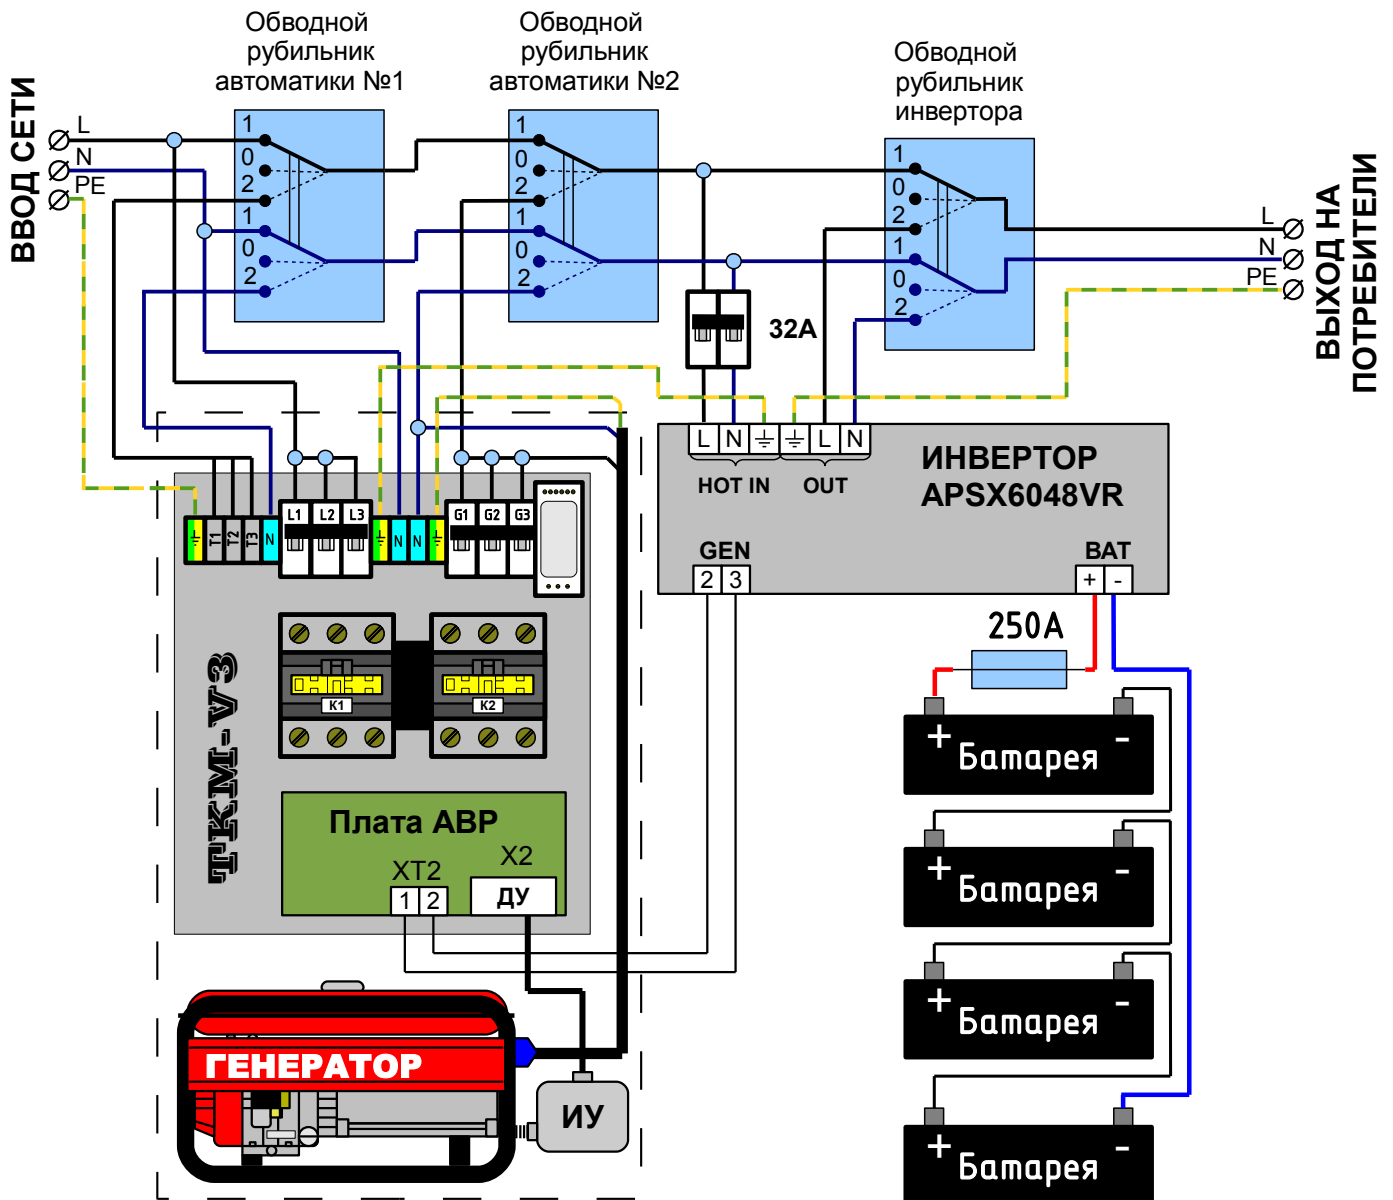 Обводной
рубильник
автоматики №1
Обводной
рубильник
автоматики №2
Обводной
рубильник
инвертора
ВВОД СЕТИ
L
N
PE
1
0
2
1
0
2
1
0
2
1
0
2
1
0
2
1
0
2
L
N
PE
ВЫХОД НА
ПОТРЕБИТЕЛИ
32А
L N
L N
HOT IN OUT
ИНВЕРТОР
APSX6048VR
GEN
2 3
BAT
+ -
T1 T2 T3 N
L1 L2 L3
N N
G1 G2 G3
K1
K2
TKM-V3
Плата АВР
XT2
1 2
X2
ДУ
250А
+ -
Батарея
+ -
Батарея
+ -
Батарея
+ -
Батарея
ГЕНЕРАТОР
ИУ